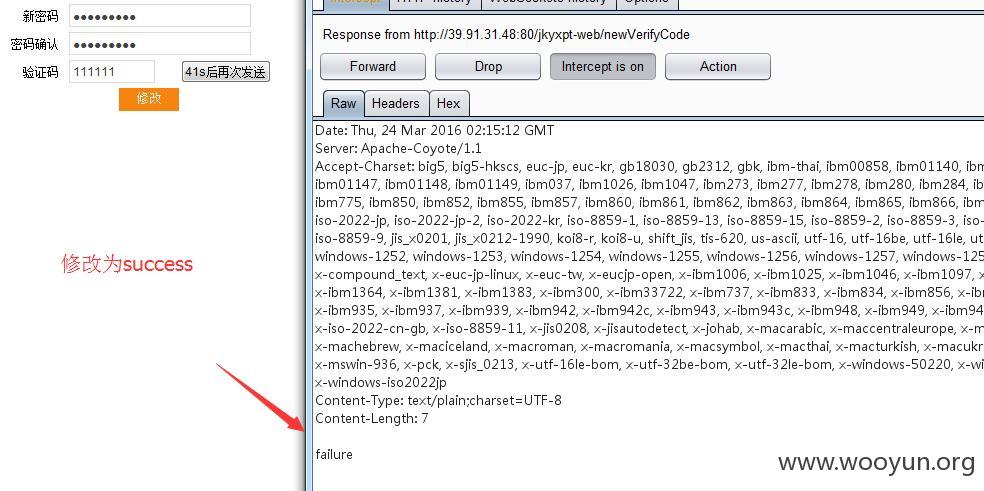 新密码
密码确认
验证码 111111 41s后再次发送
修改
修改为success
Intercept HTTP history WebSockets history Options
Response from http://39.91.31.48:80/jkyxpt-web/newVerifyCode
Forward Drop Intercept is on Action
Raw Headers Hex
Date: Thu, 24 Mar 2016 02:15:12 GMT
Server: Apache-Coyote/1.1
Accept-Charset: big5, big5-hkscs, euc-jp, euc-kr, gb18030, gb2312, gbk, ibm-thai, ibm00858, ibm01140, ibm
ibm01147, ibm01148, ibm01149, ibm037, ibm1026, ibm1047, ibm273, ibm277, ibm278, ibm280, ibm284, ib
ibm775, ibm850, ibm852, ibm855, ibm857, ibm860, ibm861, ibm862, ibm863, ibm864, ibm865, ibm866, ibm
iso-2022-jp, iso-2022-jp-2, iso-2022-kr, iso-8859-1, iso-8859-13, iso-8859-15, iso-8859-2, iso-8859-3, iso-
iso-8859-9, jis_x0201, jis_x0212-1990, koi8-r, koi8-u, shift_jis, tis-620, us-ascii, utf-16, utf-16be, utf-16le, ut
windows-1252, windows-1253, windows-1254, windows-1255, windows-1256, windows-1257, windows-125
x-compound_text, x-euc-jp-linux, x-euc-tw, x-eucjp-open, x-ibm1006, x-ibm1025, x-ibm1046, x-ibm1097, x
x-ibm1364, x-ibm1381, x-ibm1383, x-ibm300, x-ibm33722, x-ibm737, x-ibm833, x-ibm834, x-ibm856, x-ib
x-ibm935, x-ibm937, x-ibm939, x-ibm942, x-ibm942c, x-ibm943, x-ibm943c, x-ibm948, x-ibm949, x-ibm94
x-iso-2022-cn-gb, x-iso-8859-11, x-jis0208, x-jisautodetect, x-johab, x-macarabic, x-maccentraleurope, x-m
x-machebrew, x-maciceland, x-macroman, x-macromania, x-macsymbol, x-macthai, x-macturkish, x-macukr
x-mswin-936, x-pck, x-sjis_0213, x-utf-16le-bom, x-utf-32be-bom, x-utf-32le-bom, x-windows-50220, x-wi
x-windows-iso2022jp
Content-Type: text/plain;charset=UTF-8
Content-Length: 7
failure
www.wooyun.org